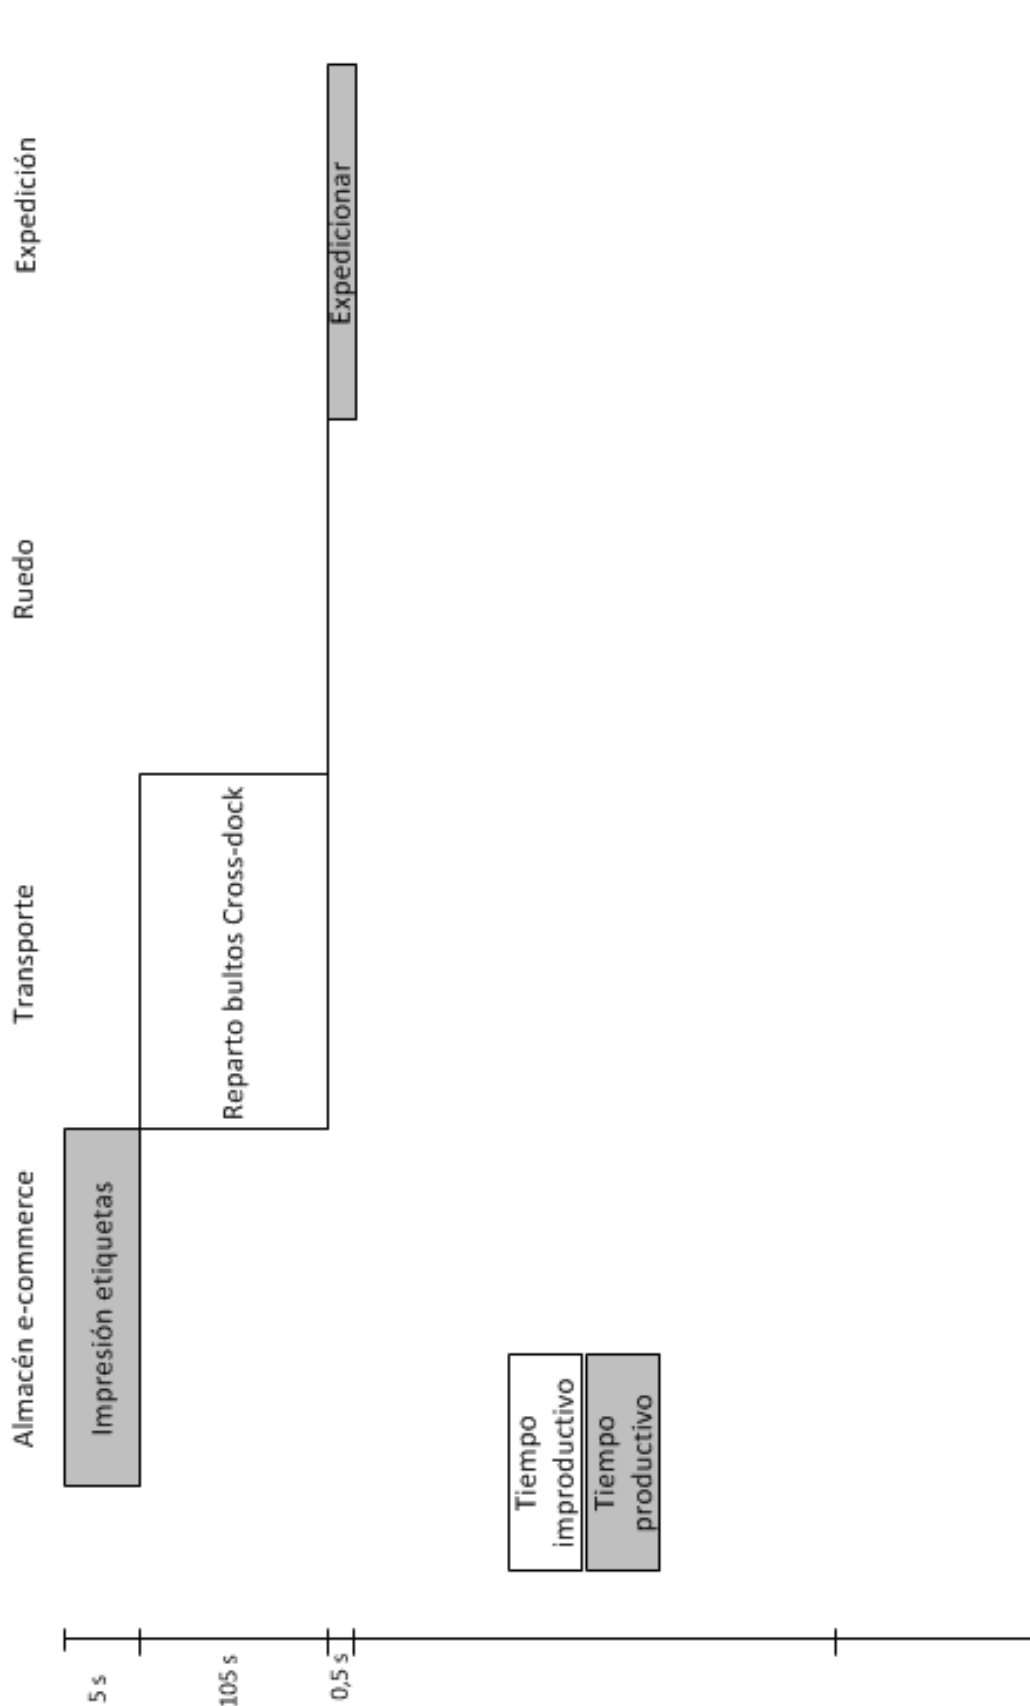 Almacén e-commerce
Transporte
Ruedo
Expedición
5 s
Impresión etiquetas
105 s
Reparto bultos Cross-dock
0,5 s
Expedicionar
Tiempo
improductivo
Tiempo
productivo